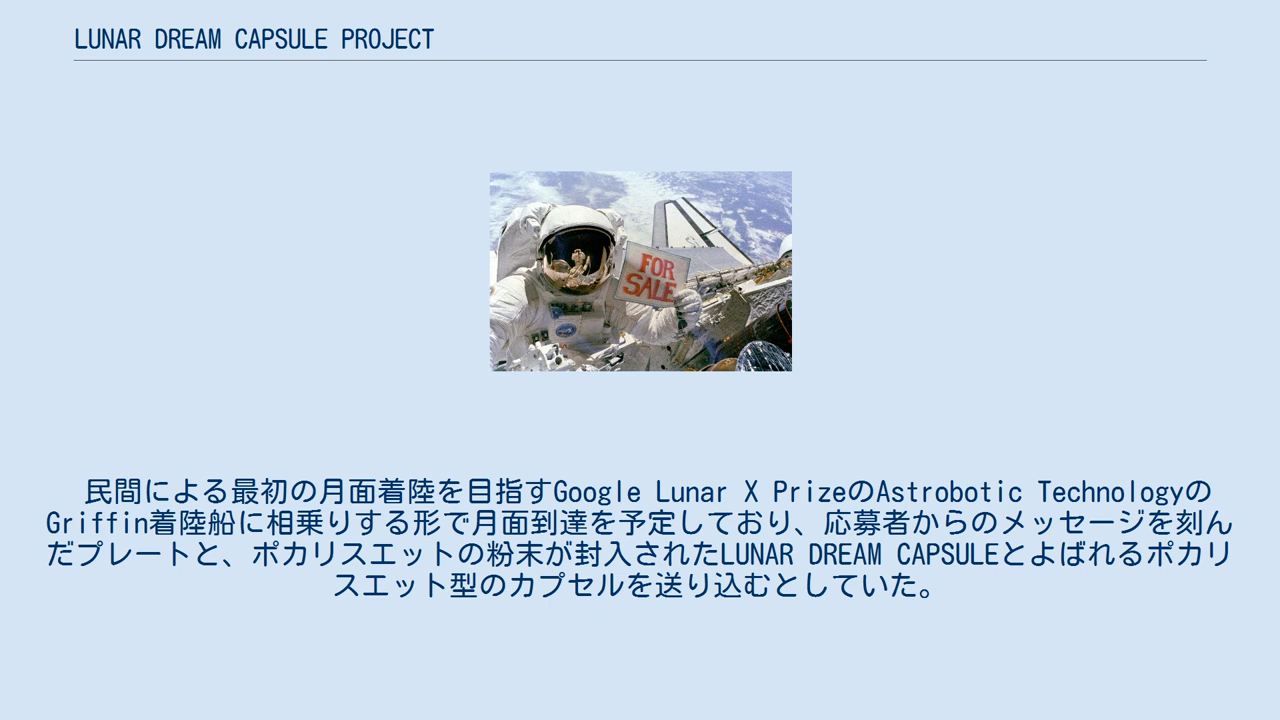 LUNAR DREAM CAPSULE PROJECT
FOR
SALE
民間による最初の月面着陸を目指すGoogle Lunar X PrizeのAstrobotic Technologyの
Griffin着陸船に相乗りする形で月面到達を予定しており、応募者からのメッセージを刻ん
だプレートと、ポカリスエットの粉末が封入されたLUNAR DREAM CAPSULEとよばれるポカリ
スエット型のカプセルを送り込むとしていた。